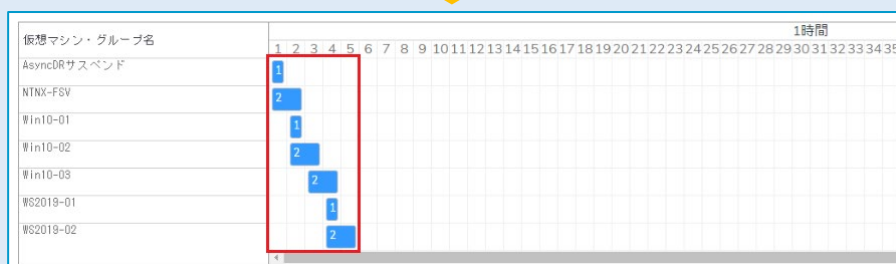 仮想マシン・グループ名
1時間
1 2 3 4 5 6 7 8 9 10 11 12 13 14 15 16 17 18 19 20 21 22 23 24 25 26 27 28 29 30 31 32 33 34 35
AsyncDRサスペンド 1
NTNX-FSV 2
Win10-01 1
Win10-02 2
Win10-03 2
WS2019-01 1
WS2019-02 2